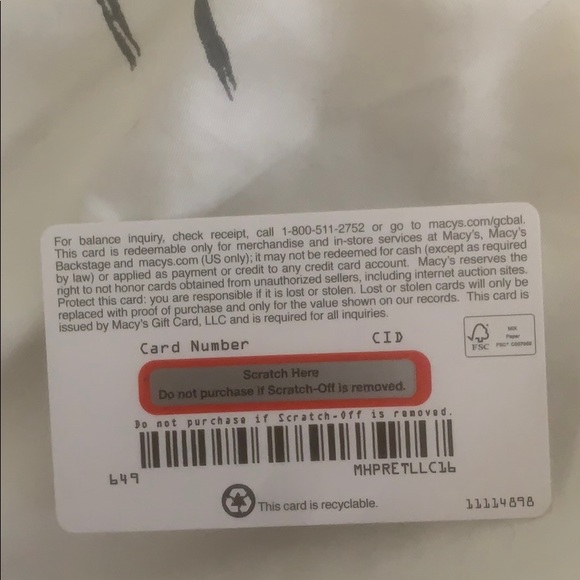 For balance inquiry, check receipt, call 1-800-511-2752 or go to macys.com/gcbal.
This card is redeemable only for merchandise and in-store services at Macy's, Macy's
Backstage and macys.com (US only); it may not be redeemed for cash (except as required
by law) or applied as payment or credit to any credit card account. Macy's reserves the
right to not honor cards obtained from unauthorized sellers, including internet auction sites.
Protect this card: you are responsible if it is lost or stolen. Lost or stolen cards will only be
replaced with proof of purchase and only for the value shown on our records. This card is
issued by Macy's Gift Card, LLC and is required for all inquiries.
Card Number CID
FSC
Scratch Here
Do not purchase if Scratch-Off is removed.
Do not purchase if Scratch-Off is removed.
649 MHPRETLLC16
This card is recyclable.
11114898